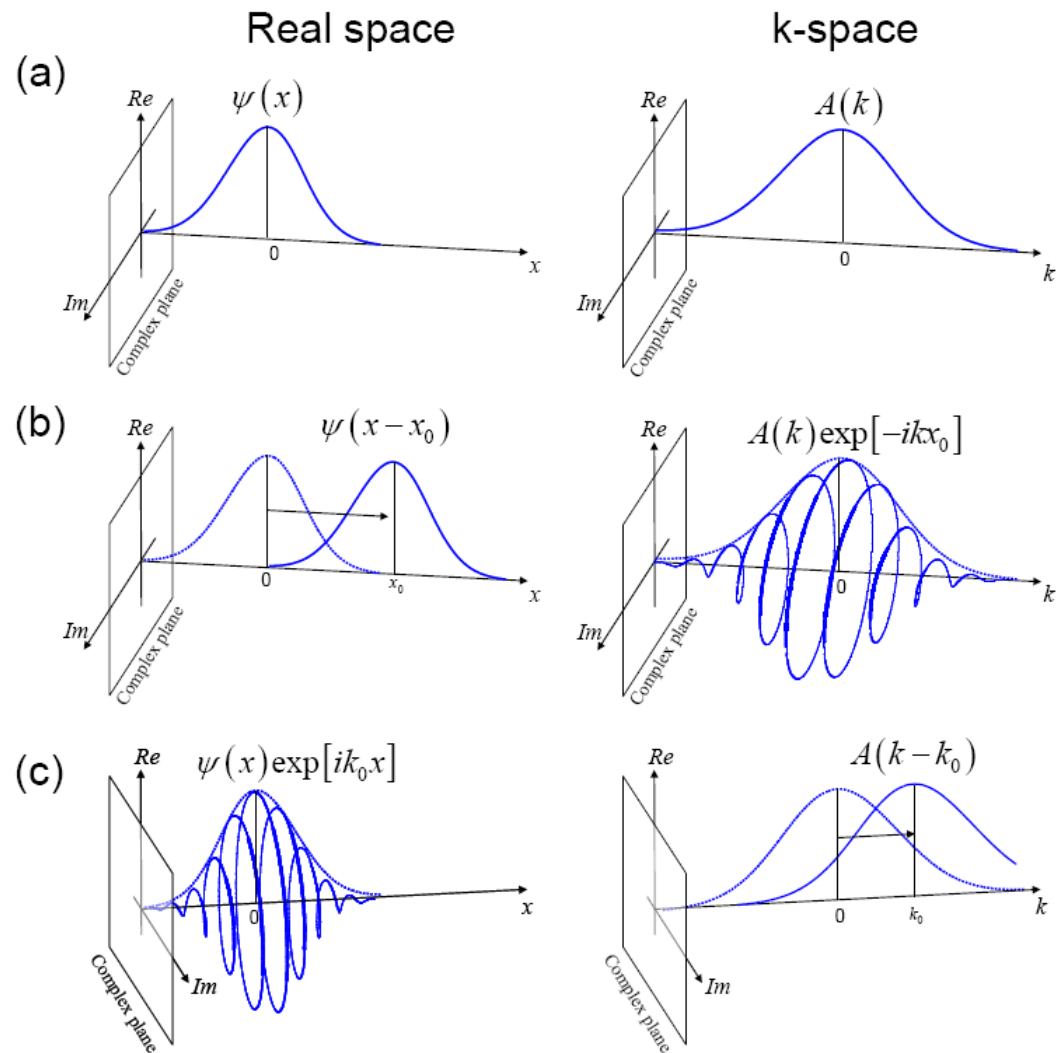 Real space
k-space
(a)
Re
ψ(x)
0
x
Im
Complex plane
Re
A(k)
0
k
Im
Complex plane
(b)
Re
ψ(x − x₀)
0
x₀
x
Im
Complex plane
Re
A(k) exp[−ikx₀]
0
k
Im
Complex plane
(c)
Re
ψ(x) exp[ik₀x]
0
x
Im
Complex plane
Re
A(k − k₀)
0
k₀
k
Im
Complex plane